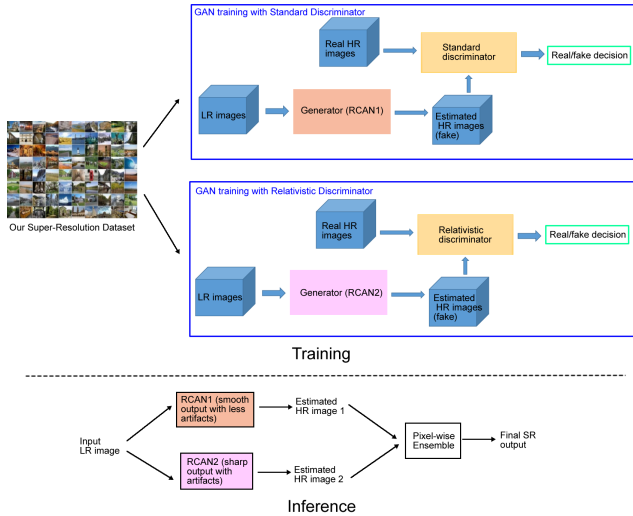 GAN training with Standard Discriminator
Real HR
images
Standard
discriminator
Real/fake decision
LR images
Generator (RCAN1)
Estimated
HR images
(fake)
Our Super-Resolution Dataset
GAN training with Relativistic Discriminator
Real HR
images
Relativistic
discriminator
Real/fake decision
LR images
Generator (RCAN2)
Estimated
HR images
(fake)
Training
RCAN1 (smooth
output with less
artifacts)
Estimated
HR image 1
Input
LR image
Pixel-wise
Ensemble
Final SR
output
RCAN2 (sharp
output with
artifacts)
Estimated
HR image 2
Inference